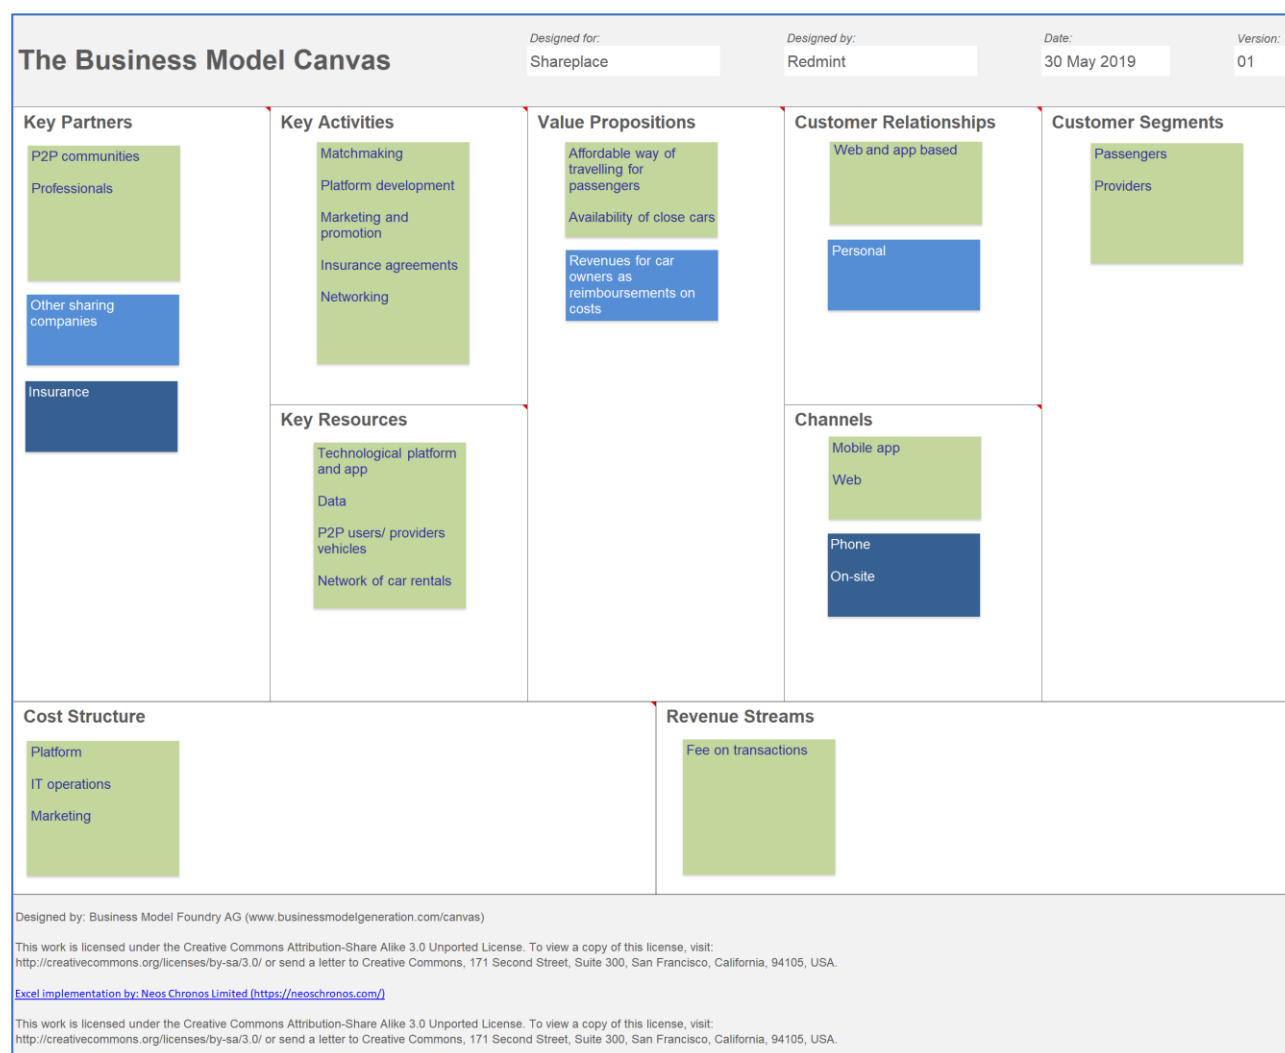 The Business Model Canvas
Designed for:
Shareplace
Designed by:
Redmint
Date:
30 May 2019
Version:
01
Key Partners
P2P communities
Professionals
Other sharing
companies
Insurance
Key Activities
Matchmaking
Platform development
Marketing and
promotion
Insurance agreements
Networking
Key Resources
Technological platform
and app
Data
P2P users/ providers
vehicles
Network of car rentals
Value Propositions
Affordable way of
travelling for
passengers
Availability of close cars
Revenues for car
owners as
reimbursements on
costs
Customer Relationships
Web and app based
Personal
Channels
Mobile app
Web
Phone
On-site
Customer Segments
Passengers
Providers
Cost Structure
Platform
IT operations
Marketing
Revenue Streams
Fee on transactions
Designed by: Business Model Foundry AG (www.businessmodelgeneration.com/canvas)
This work is licensed under the Creative Commons Attribution-Share Alike 3.0 Unported License. To view a copy of this license, visit:
http://creativecommons.org/licenses/by-sa/3.0/ or send a letter to Creative Commons, 171 Second Street, Suite 300, San Francisco, California, 94105, USA.
Excel implementation by: Neos Chronos Limited (https://neoschronos.com/)
This work is licensed under the Creative Commons Attribution-Share Alike 3.0 Unported License. To view a copy of this license, visit:
http://creativecommons.org/licenses/by-sa/3.0/ or send a letter to Creative Commons, 171 Second Street, Suite 300, San Francisco, California, 94105, USA.